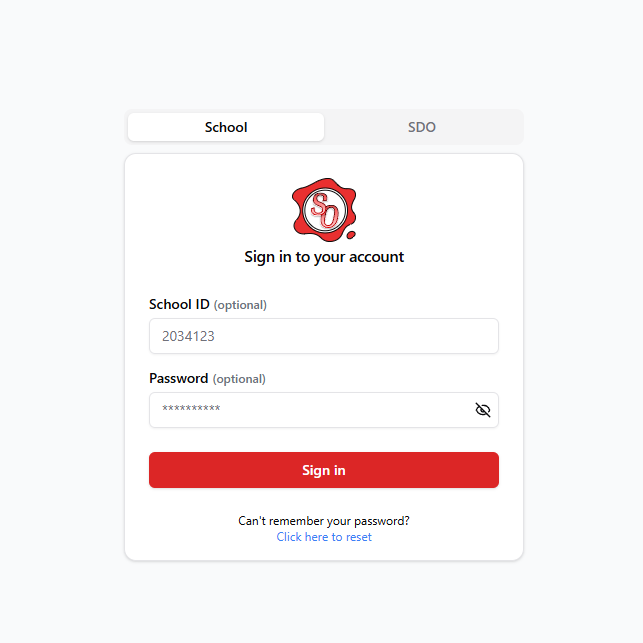 School
SDO
SO
Sign in to your account
School ID (optional)
2034123
Password (optional)
**********
Sign in
Can't remember your password?
Click here to reset